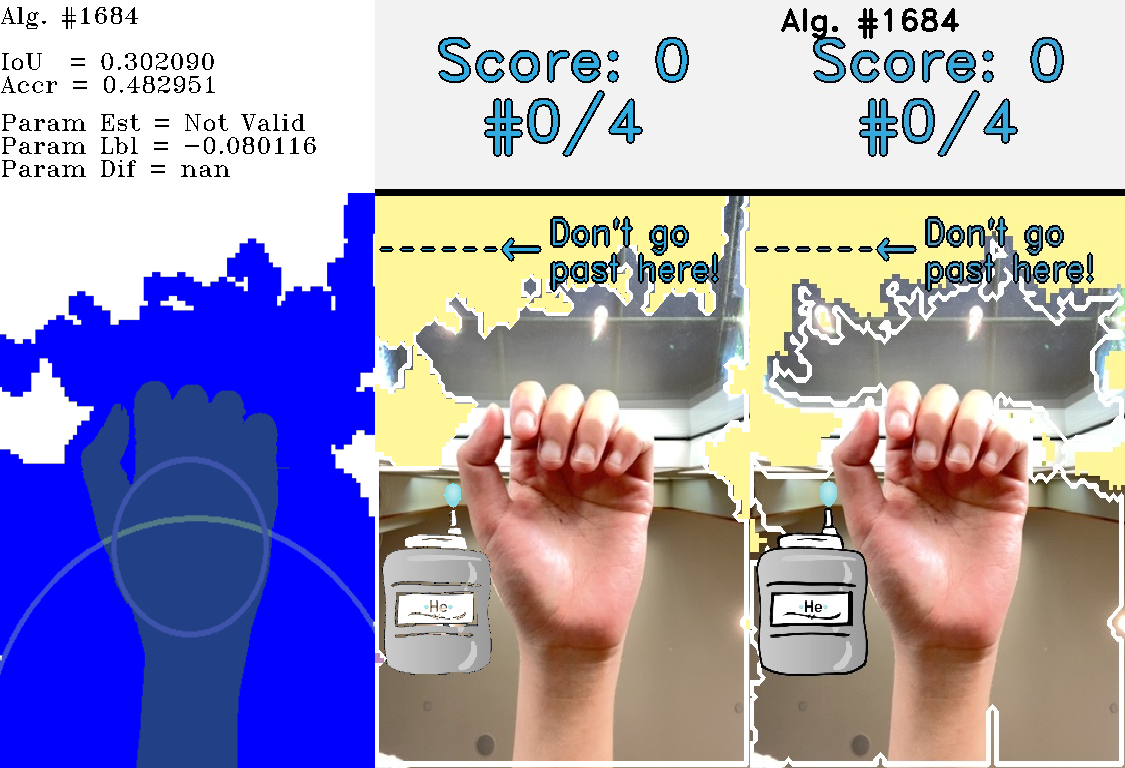 Alg. #1684
IoU = 0.302090
Accr = 0.482951
Param Est = Not Valid
Param Lbl = -0.080116
Param Dif = nan
Score: 0
#0/4
Don't go
past here!
He
Alg. #1684
Score: 0
#0/4
Don't go
past here!
He